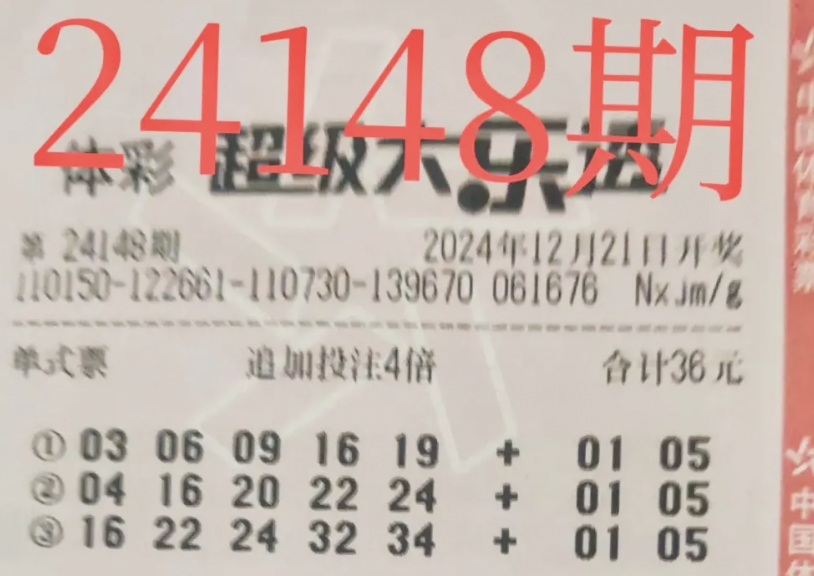 24148期
体彩 超级大乐透
第 24148期 2024年12月21日开奖
110150-122661-110730-139670 061676 NxJm/g
单式票 追加投注4倍 合计36元
① 03 06 09 16 19 + 01 05
② 04 16 20 22 24 + 01 05
③ 16 22 24 32 34 + 01 05
中国体育彩票
中国体